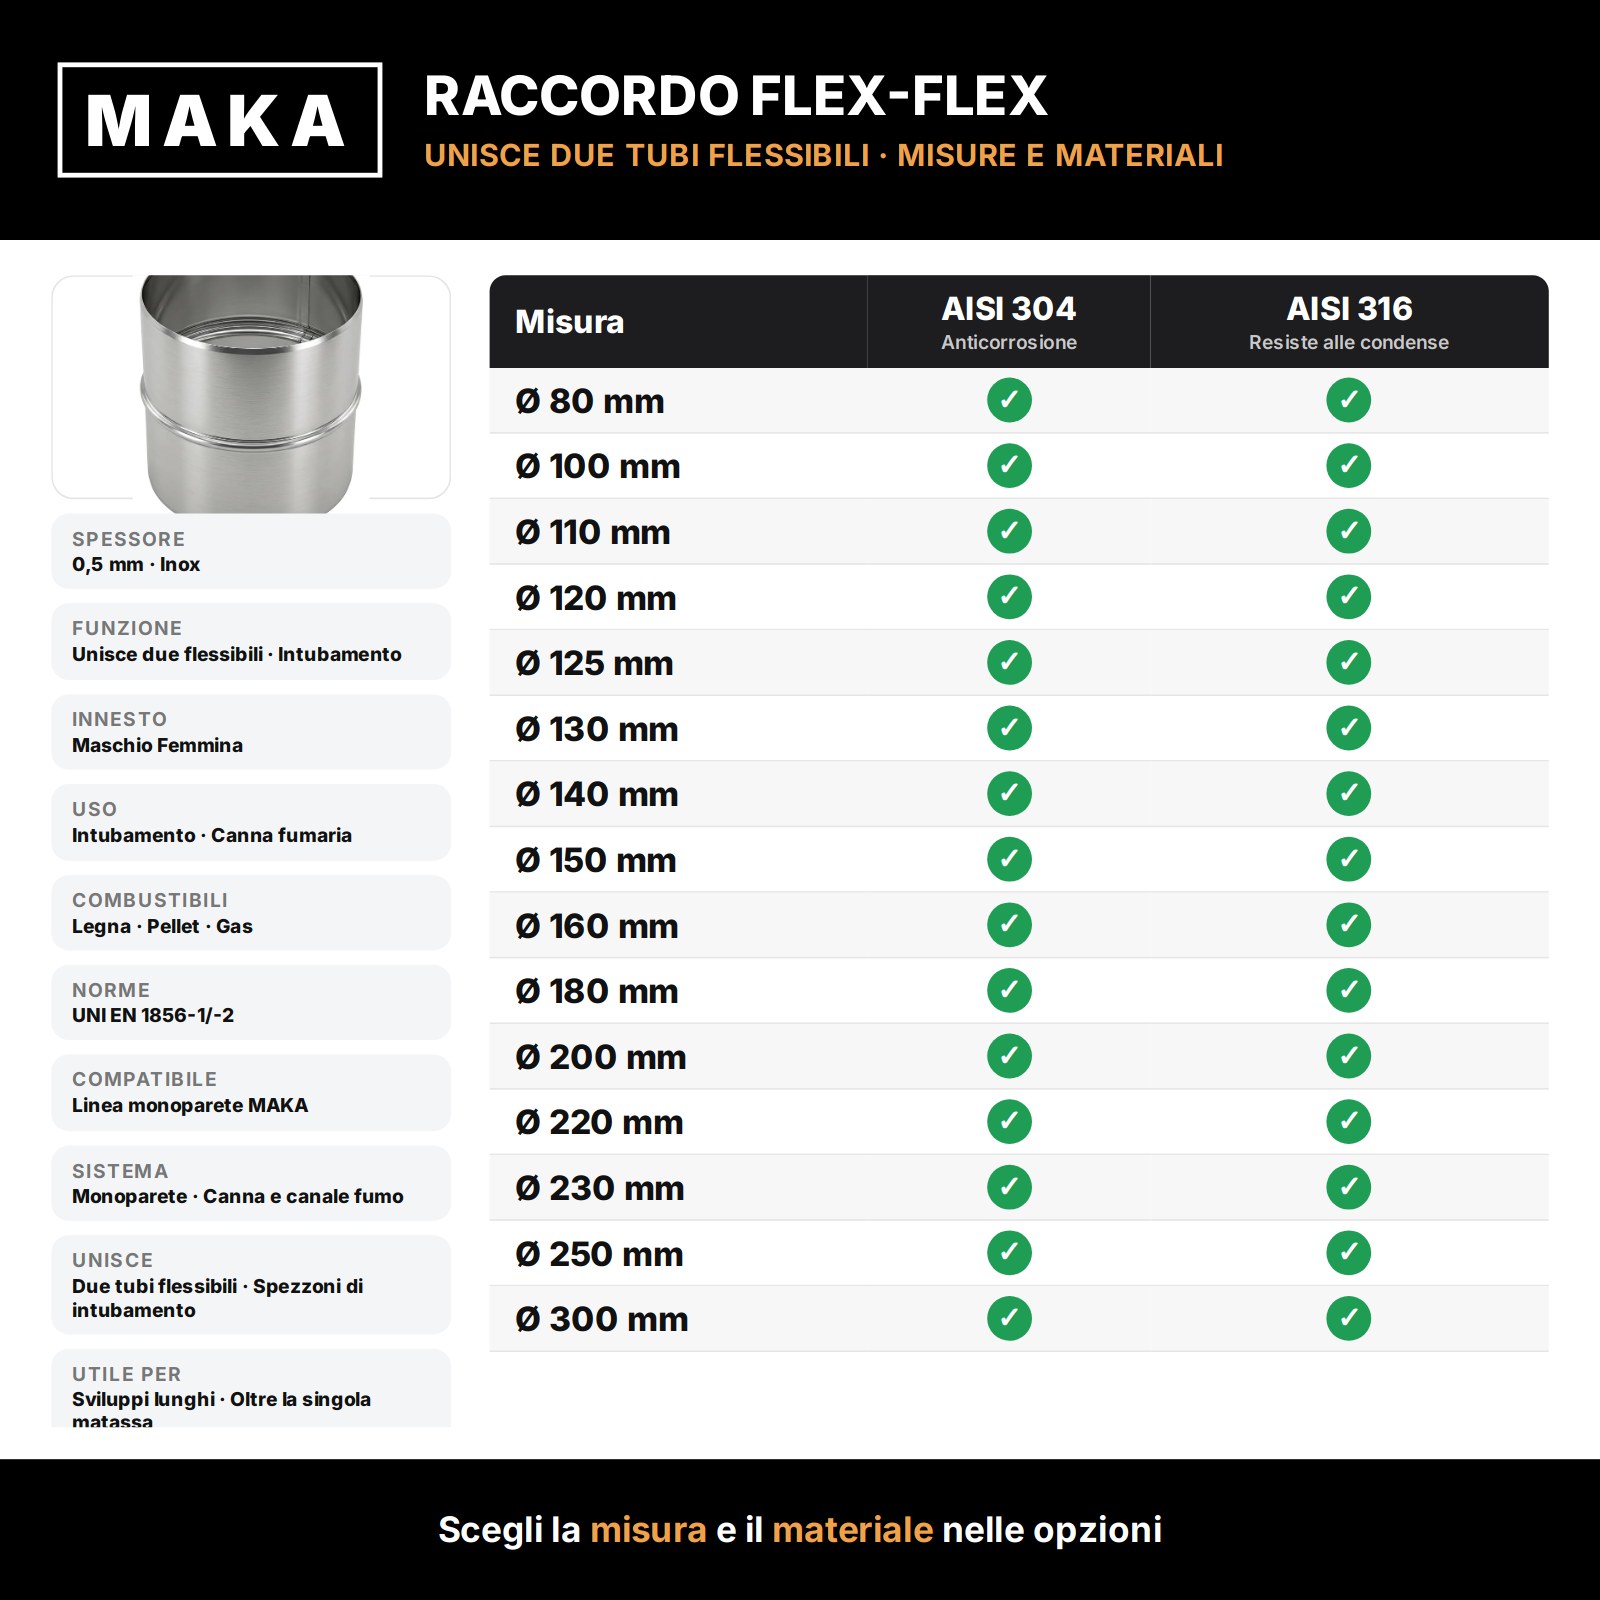 MAKA
RACCORDO FLEX-FLEX
UNISCE DUE TUBI FLESSIBILI · MISURE E MATERIALI
SPESSORE
0,5 mm · Inox
FUNZIONE
Unisce due flessibili · Intubamento
INNESTO
Maschio Femmina
USO
Intubamento · Canna fumaria
COMBUSTIBILI
Legna · Pellet · Gas
NORME
UNI EN 1856-1/-2
COMPATIBILE
Linea monoparete MAKA
SISTEMA
Monoparete · Canna e canale fumo
UNISCE
Due tubi flessibili · Spezzoni di
intubamento
UTILE PER
Sviluppi lunghi · Oltre la singola
matassa
Misura
AISI 304
Anticorrosione
AISI 316
Resiste alle condense
Ø 80 mm ✓ ✓
Ø 100 mm ✓ ✓
Ø 110 mm ✓ ✓
Ø 120 mm ✓ ✓
Ø 125 mm ✓ ✓
Ø 130 mm ✓ ✓
Ø 140 mm ✓ ✓
Ø 150 mm ✓ ✓
Ø 160 mm ✓ ✓
Ø 180 mm ✓ ✓
Ø 200 mm ✓ ✓
Ø 220 mm ✓ ✓
Ø 230 mm ✓ ✓
Ø 250 mm ✓ ✓
Ø 300 mm ✓ ✓
Scegli la misura e il materiale nelle opzioni